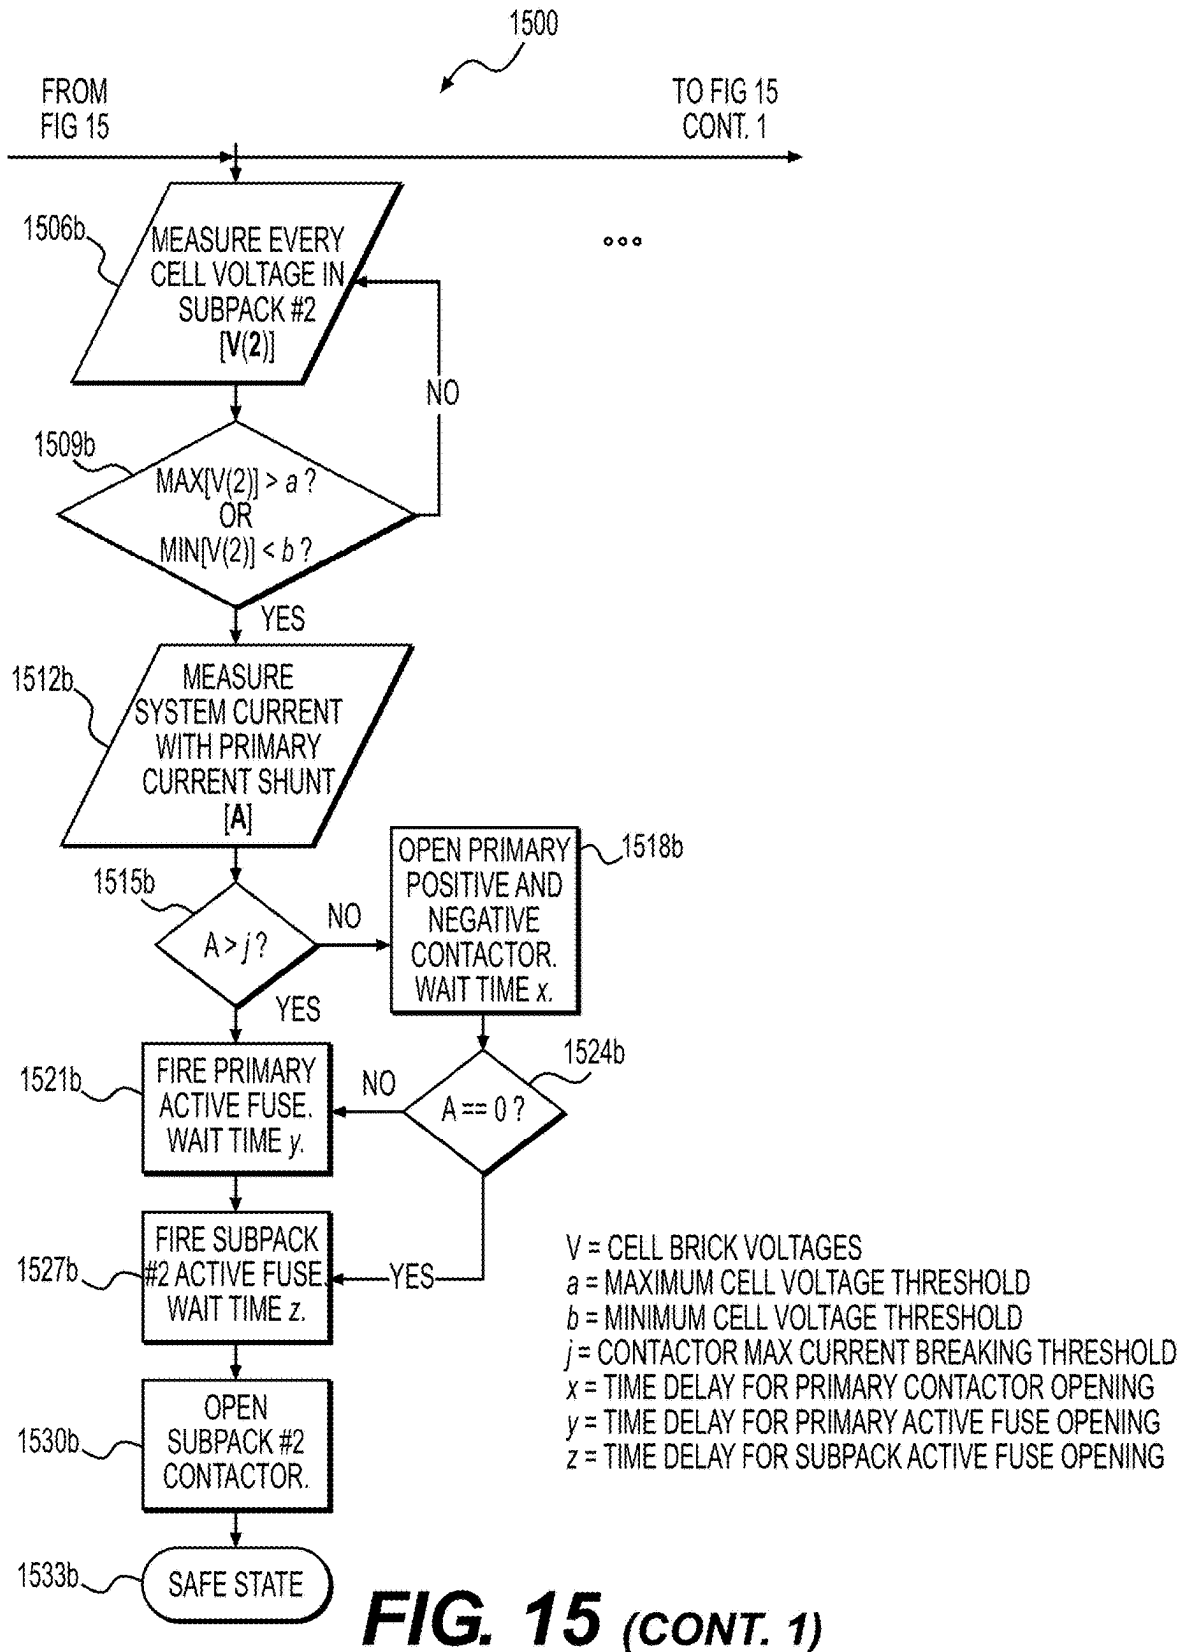 1500
FROM
FIG 15
TO FIG 15
CONT. 1
1506b
MEASURE EVERY
CELL VOLTAGE IN
SUBPACK #2
[V(2)]
NO
1509b
MAX[V(2)] > a ?
OR
MIN[V(2)] < b ?
YES
1512b
MEASURE
SYSTEM CURRENT
WITH PRIMARY
CURRENT SHUNT
[A]
1515b
A > j ?
NO
YES
OPEN PRIMARY
POSITIVE AND
NEGATIVE
CONTACTOR.
WAIT TIME x.
1518b
1521b
FIRE PRIMARY
ACTIVE FUSE.
WAIT TIME y.
NO
A == 0 ?
1524b
YES
1527b
FIRE SUBPACK
#2 ACTIVE FUSE.
WAIT TIME z.
1530b
OPEN
SUBPACK #2
CONTACTOR.
1533b
SAFE STATE
V = CELL BRICK VOLTAGES
a = MAXIMUM CELL VOLTAGE THRESHOLD
b = MINIMUM CELL VOLTAGE THRESHOLD
j = CONTACTOR MAX CURRENT BREAKING THRESHOLD
x = TIME DELAY FOR PRIMARY CONTACTOR OPENING
y = TIME DELAY FOR PRIMARY ACTIVE FUSE OPENING
z = TIME DELAY FOR SUBPACK ACTIVE FUSE OPENING
FIG. 15 (CONT. 1)